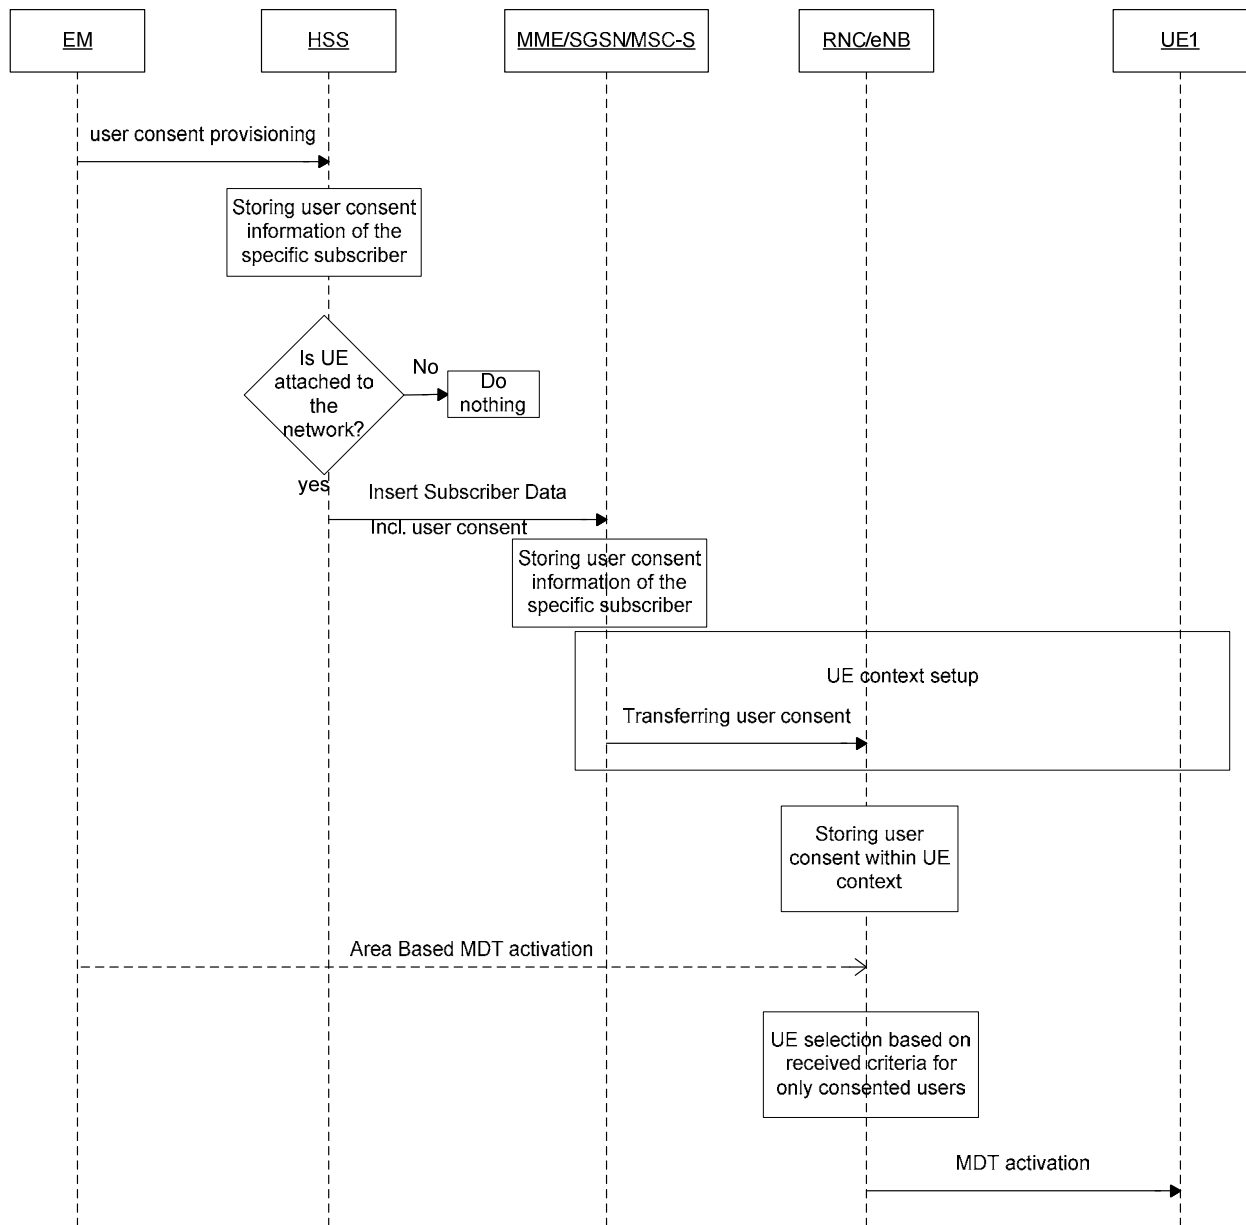 EM
HSS
MME/SGSN/MSC-S
RNC/eNB
UE1
user consent provisioning
Storing user consent
information of the
specific subscriber
Is UE
attached to
the
network?
No
Do
nothing
yes
Insert Subscriber Data
Incl. user consent
Storing user consent
information of the
specific subscriber
UE context setup
Transferring user consent
Storing user
consent within UE
context
Area Based MDT activation
UE selection based on
received criteria for
only consented users
MDT activation